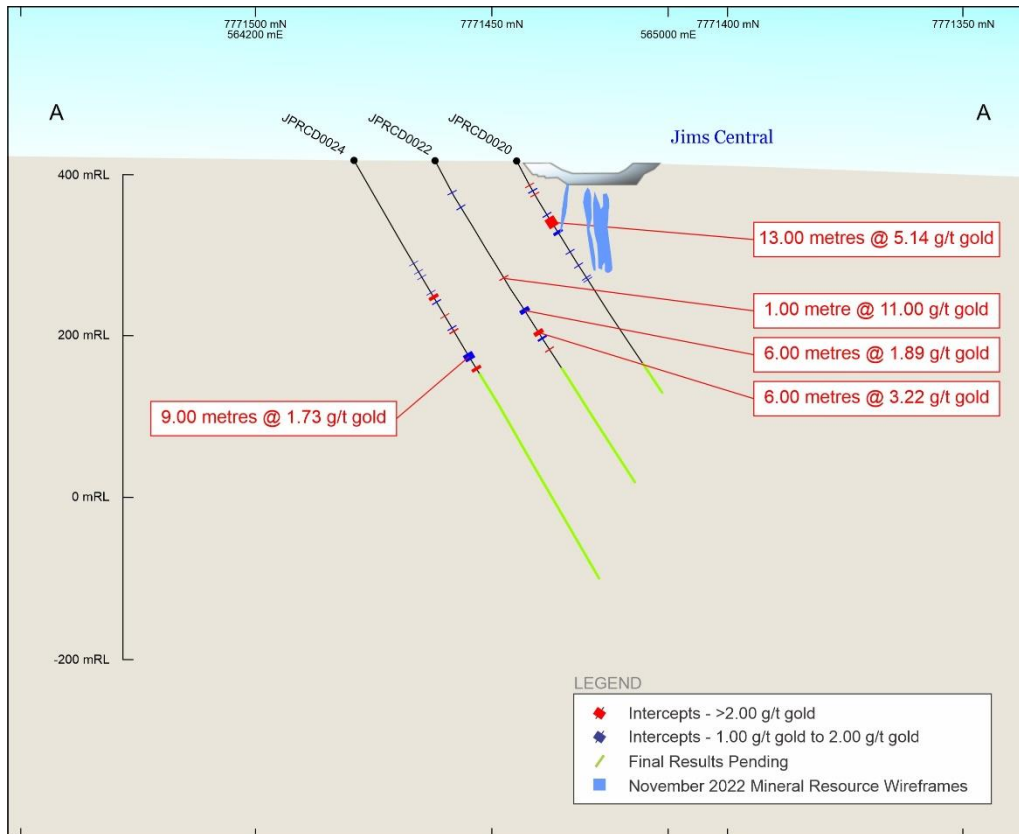 7771500 mN
564200 mE
7771450 mN
565000 mE
7771400 mN
7771350 mN
A
A
JPRCD0024
JPRCD0022
JPRCD0020
Jims Central
400 mRL
200 mRL
0 mRL
-200 mRL
13.00 metres @ 5.14 g/t gold
1.00 metre @ 11.00 g/t gold
6.00 metres @ 1.89 g/t gold
6.00 metres @ 3.22 g/t gold
9.00 metres @ 1.73 g/t gold
LEGEND
Intercepts - >2.00 g/t gold
Intercepts - 1.00 g/t gold to 2.00 g/t gold
Final Results Pending
November 2022 Mineral Resource Wireframes